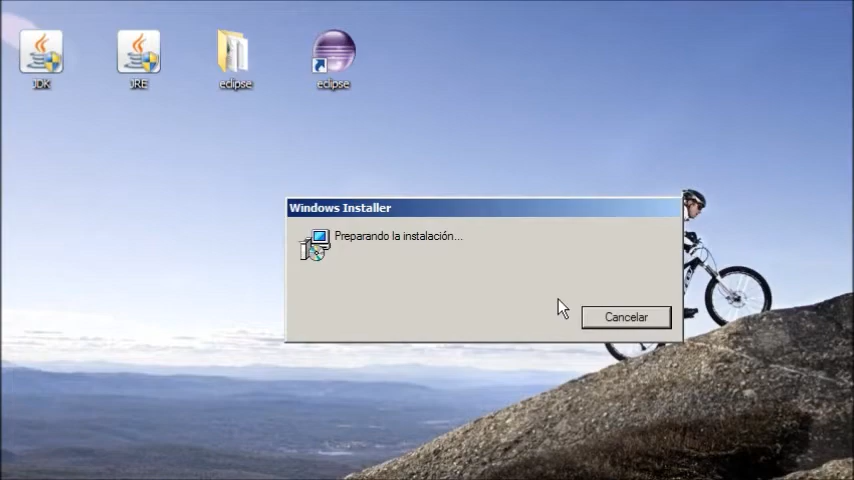 JDK
JRE
eclipse
eclipse
Windows Installer
Preparando la instalación...
Cancelar